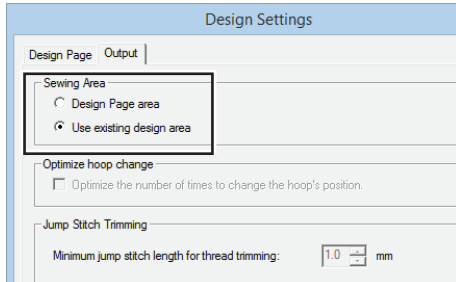 Design Settings
Design Page Output
Sewing Area
Design Page area
Use existing design area
Optimize hoop change
Optimize the number of times to change the hoop's position.
Jump Stitch Trimming
Minimum jump stitch length for thread trimming: 1.0 mm